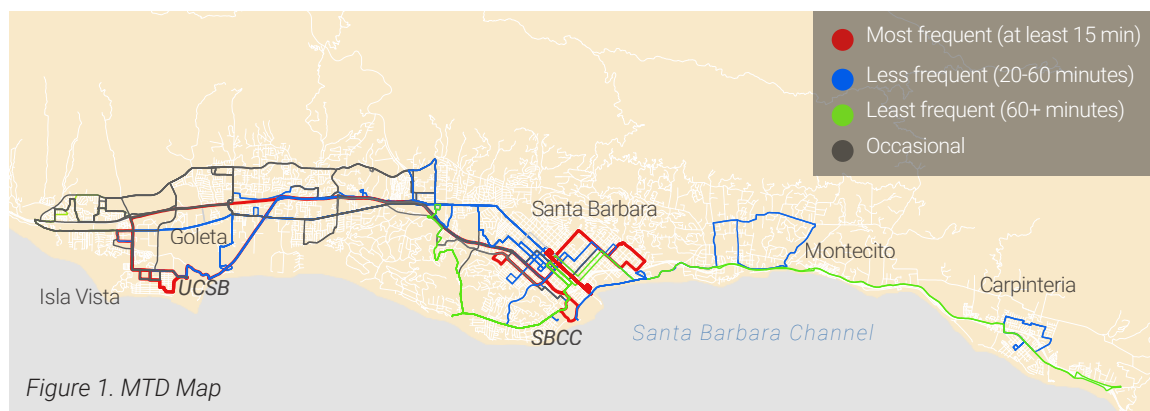 Most frequent (at least 15 min)
Less frequent (20-60 minutes)
Least frequent (60+ minutes)
Occasional
Santa Barbara
Goleta
Montecito
Isla Vista
UCSB
Carpinteria
SBCC
Santa Barbara Channel
Figure 1. MTD Map